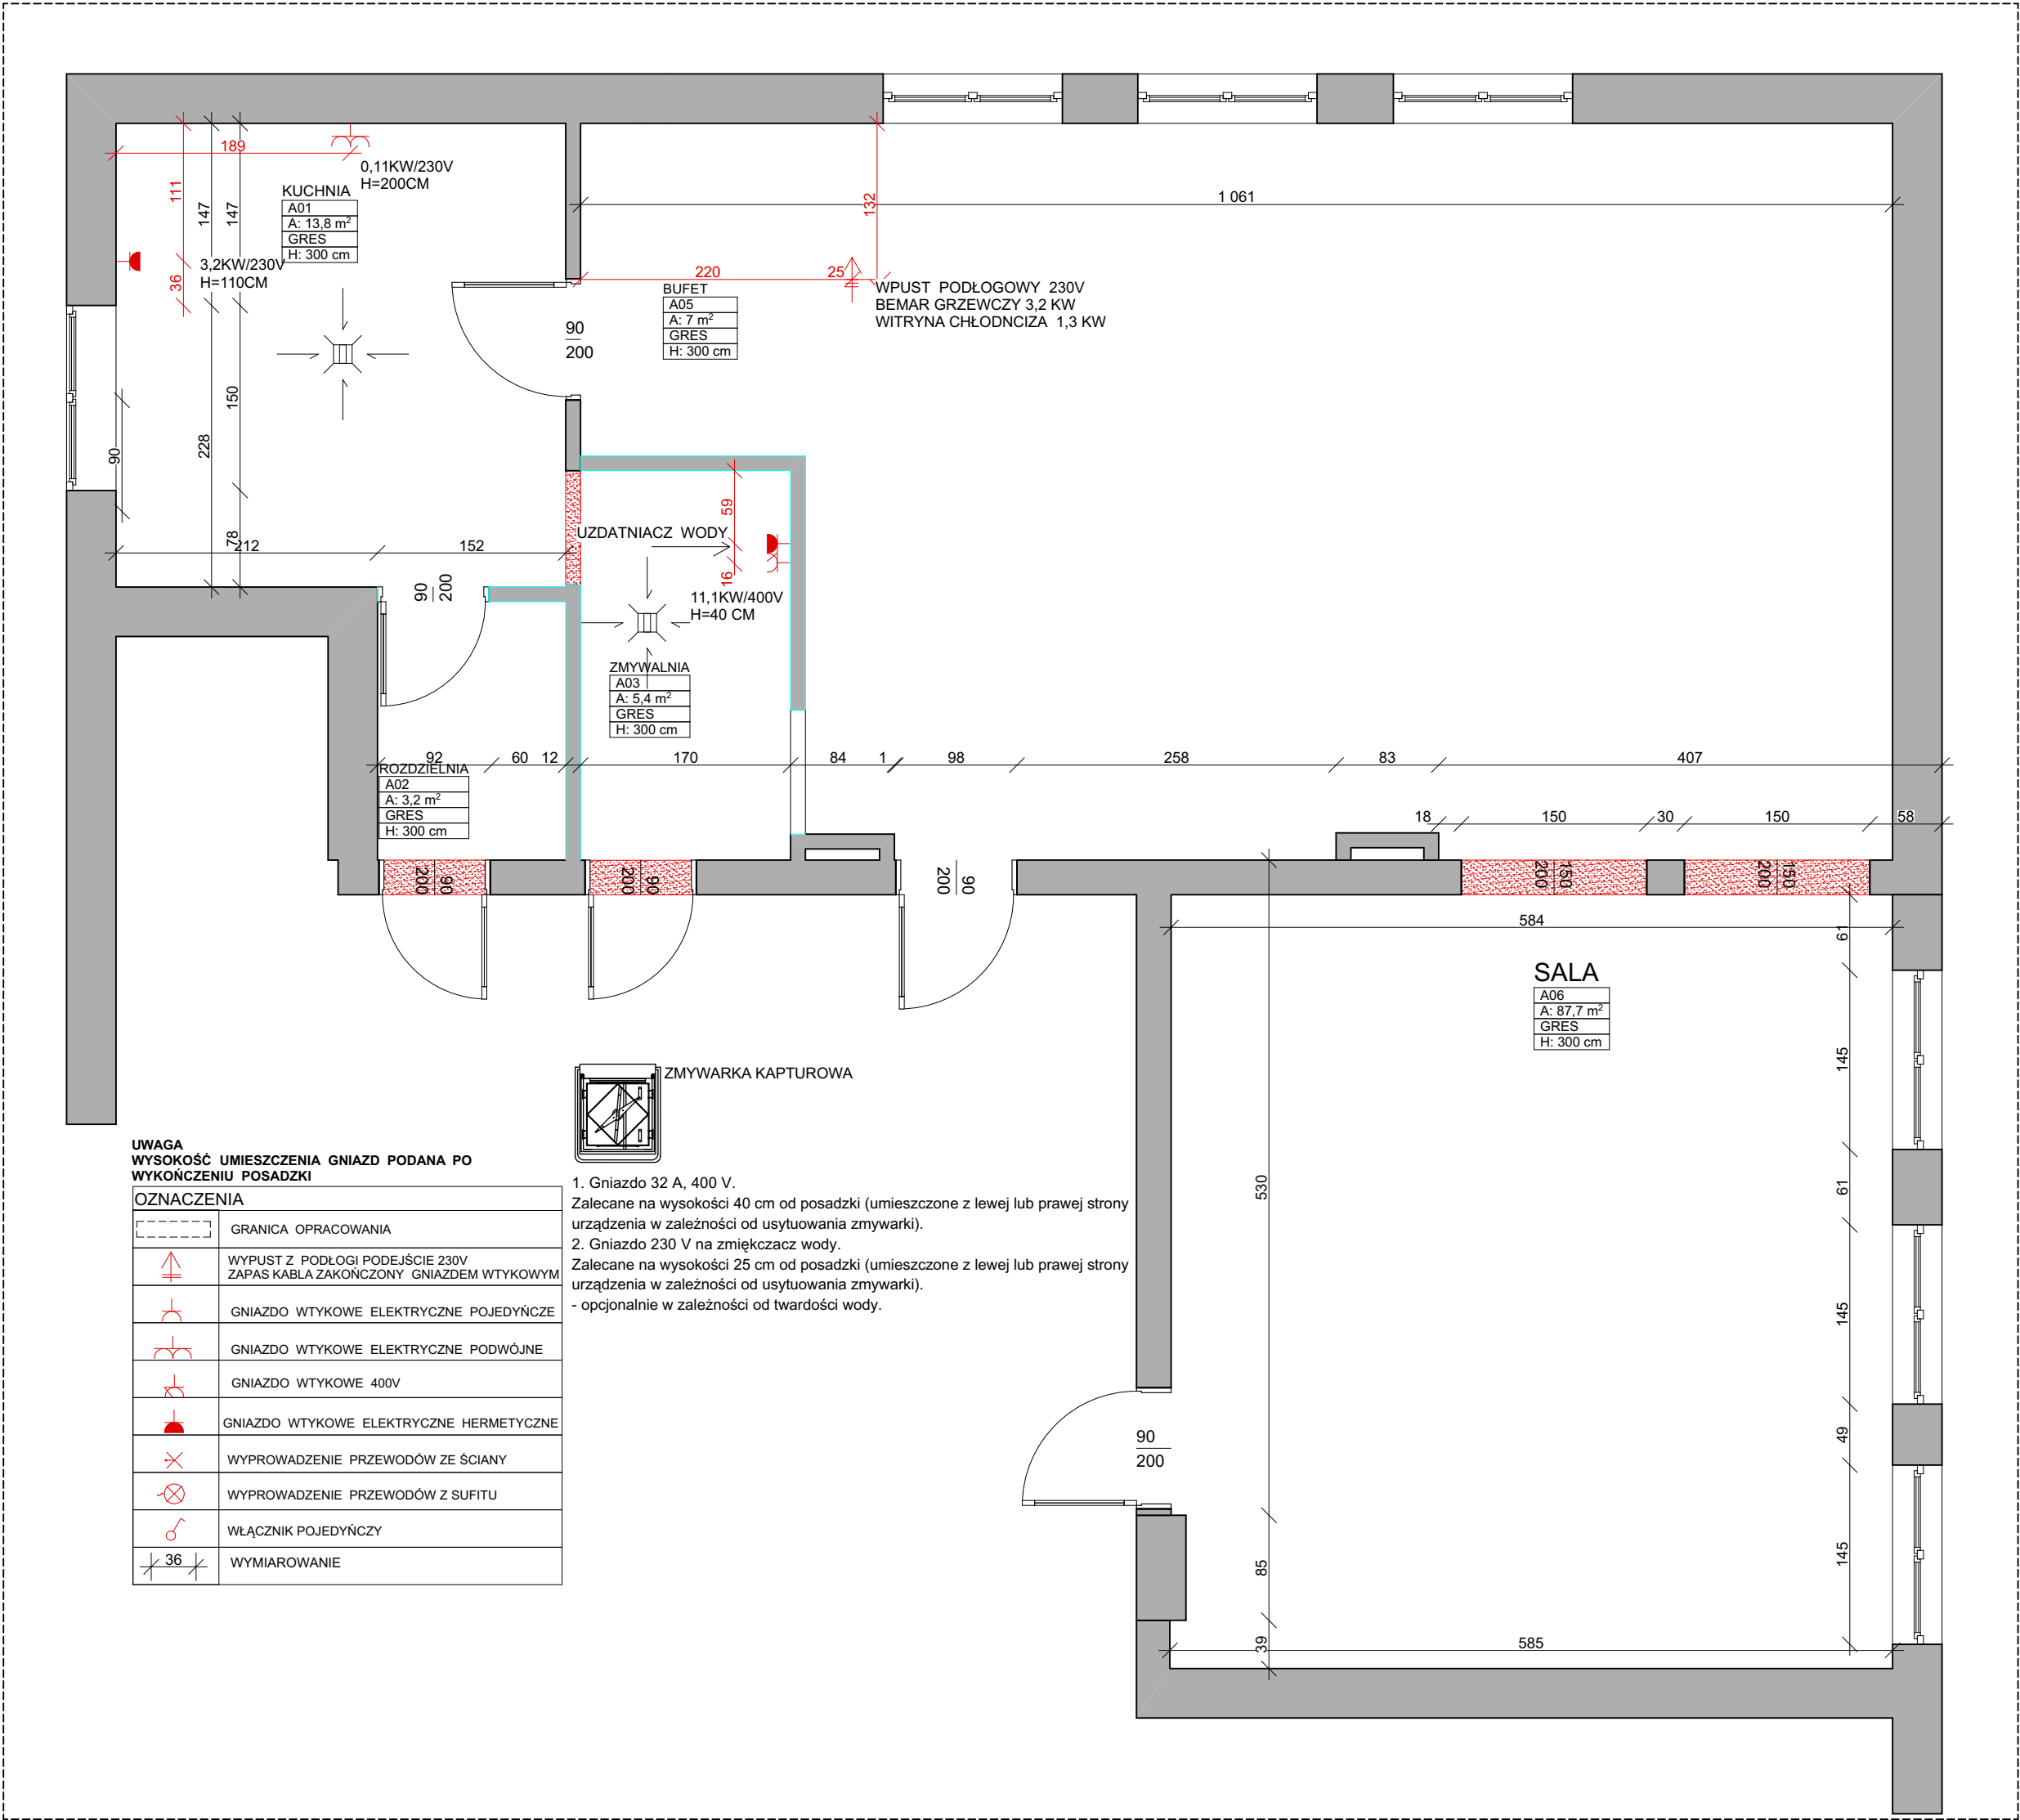 189
0,11KW/230V
H=200CM
111
147
147
KUCHNIA
A01
A: 13,8 m²
GRES
H: 300 cm
36
3,2KW/230V
H=110CM
1 061
132
220
25
WPUST PODŁOGOWY 230V
BEMAR GRZEWCZY 3,2 KW
WITRYNA CHŁODNCIZA 1,3 KW
BUFET
A05
A: 7 m²
GRES
H: 300 cm
90
200
150
228
90
78
212
152
59
UZDATNIACZ WODY
16
90
200
11,1KW/400V
H=40 CM
ZMYWALNIA
A03
A: 5,4 m²
GRES
H: 300 cm
92
60
12
170
84
1
98
258
83
407
ROZDZIELNIA
A02
A: 3,2 m²
GRES
H: 300 cm
18
150
30
150
58
90
200
90
200
90
200
150
200
150
200
584
61
SALA
A06
A: 87,7 m²
GRES
H: 300 cm
145
61
530
145
49
90
200
85
145
39
585
ZMYWARKA KAPTUROWA
1. Gniazdo 32 A, 400 V.
Zalecane na wysokości 40 cm od posadzki (umieszczone z lewej lub prawej strony
urządzenia w zależności od usytuowania zmywarki).
2. Gniazdo 230 V na zmiękczacz wody.
Zalecane na wysokości 25 cm od posadzki (umieszczone z lewej lub prawej strony
urządzenia w zależności od usytuowania zmywarki).
- opcjonalnie w zależności od twardości wody.
UWAGA
WYSOKOŚĆ UMIESZCZENIA GNIAZD PODANA PO
WYKOŃCZENIU POSADZKI
OZNACZENIA
GRANICA OPRACOWANIA
WYPUST Z PODŁOGI PODEJŚCIE 230V
ZAPAS KABLA ZAKOŃCZONY GNIAZDEM WTYKOWYM
GNIAZDO WTYKOWE ELEKTRYCZNE POJEDYŃCZE
GNIAZDO WTYKOWE ELEKTRYCZNE PODWÓJNE
GNIAZDO WTYKOWE 400V
GNIAZDO WTYKOWE ELEKTRYCZNE HERMETYCZNE
WYPROWADZENIE PRZEWODÓW ZE ŚCIANY
WYPROWADZENIE PRZEWODÓW Z SUFITU
WŁĄCZNIK POJEDYŃCZY
36
WYMIAROWANIE